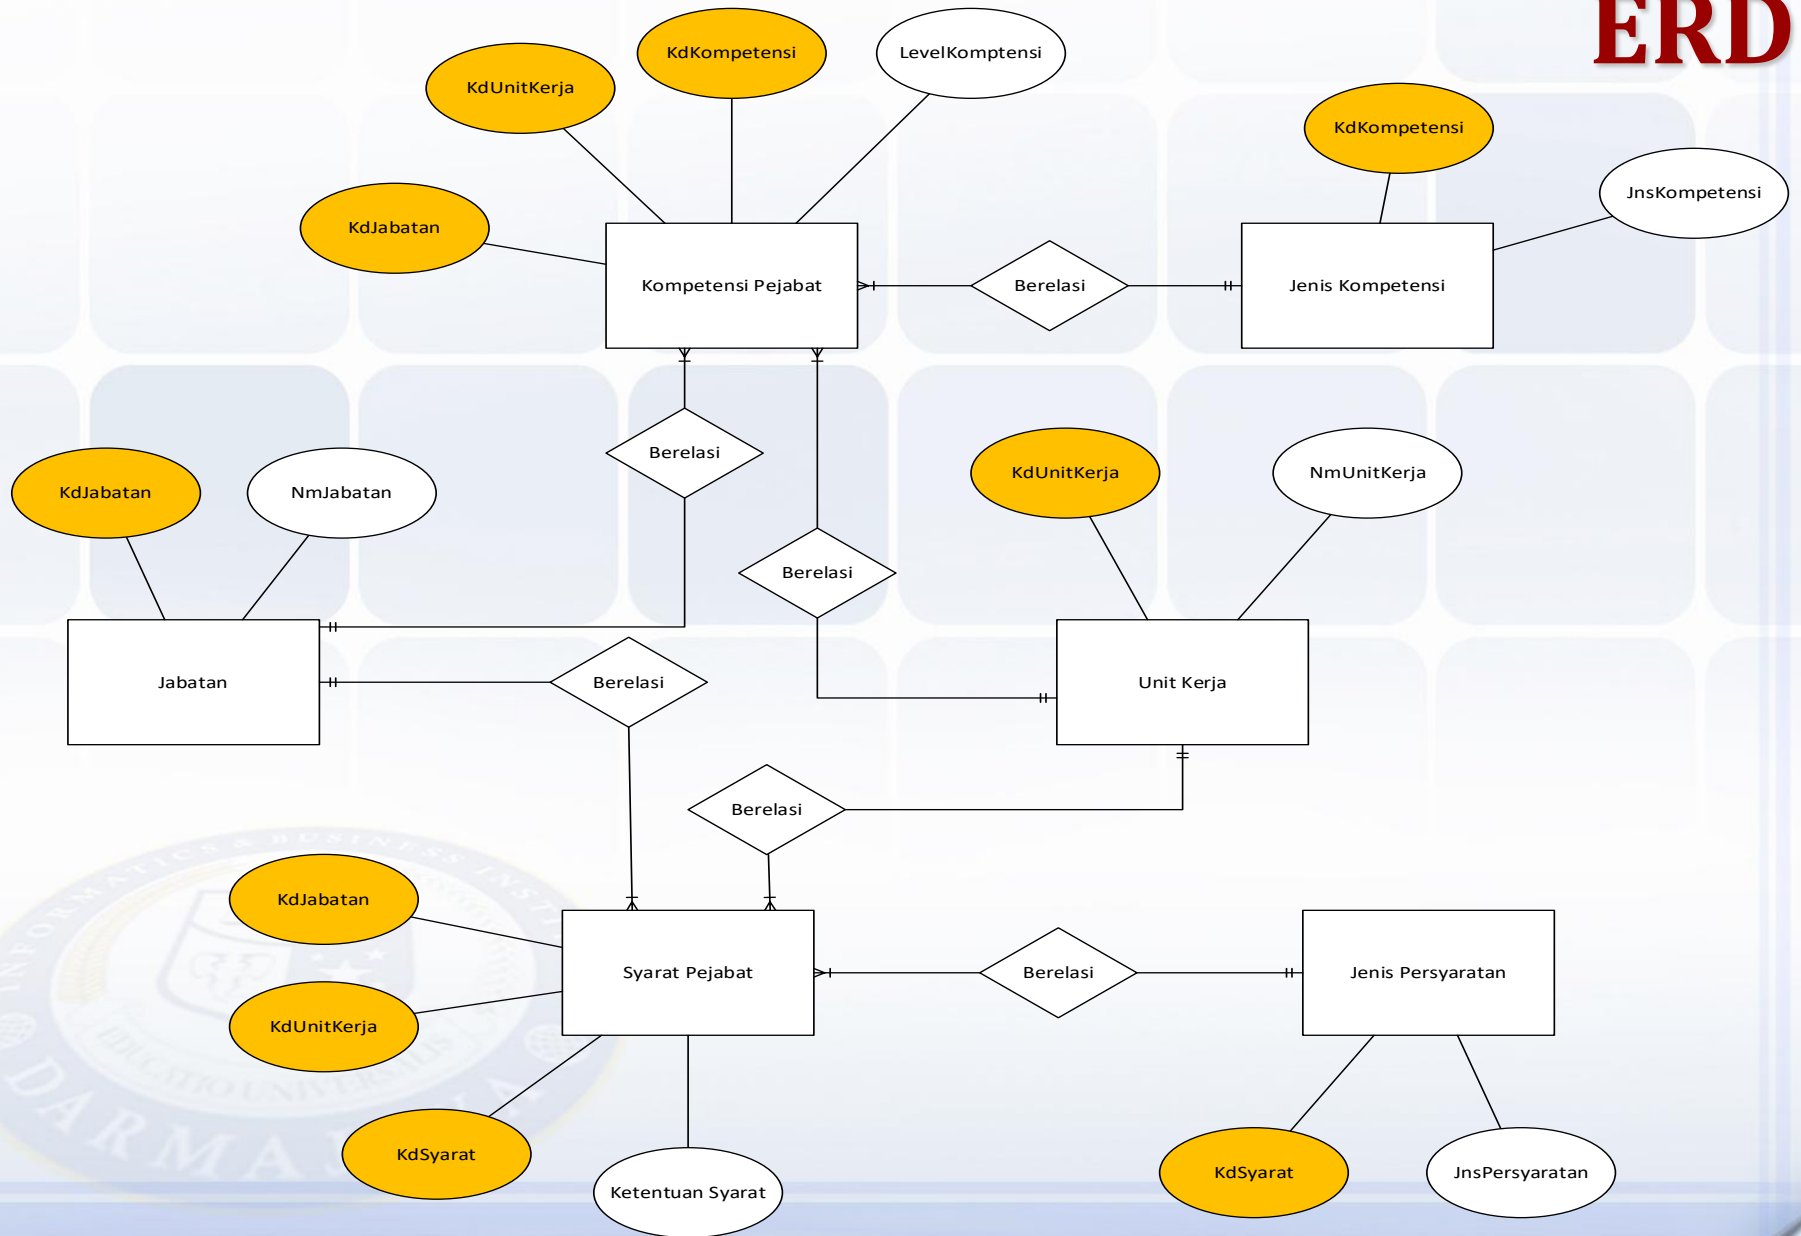 ERD
KdKompetensi
LevelKomptensi
KdUnitKerja
KdKompetensi
JnsKompetensi
KdJabatan
Kompetensi Pejabat
Berelasi
Jenis Kompetensi
Berelasi
KdUnitKerja
NmUnitKerja
KdJabatan
NmJabatan
Berelasi
Jabatan
Berelasi
Unit Kerja
Berelasi
KdJabatan
Syarat Pejabat
Berelasi
Jenis Persyaratan
KdUnitKerja
KdSyarat
Ketentuan Syarat
KdSyarat
JnsPersyaratan